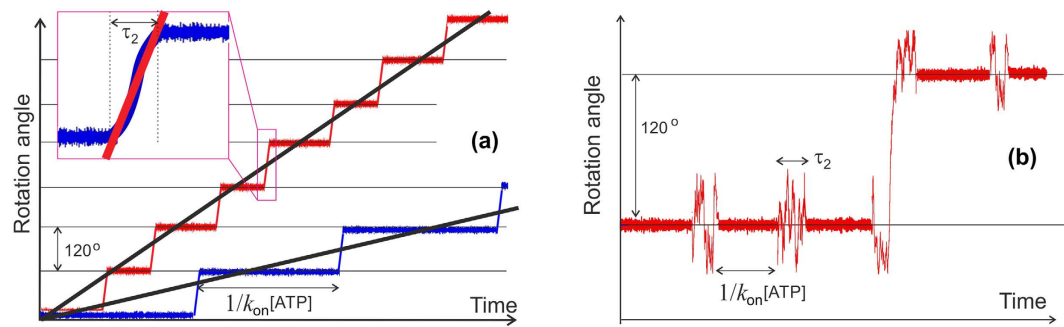 τ₂
(a)
Rotation angle
120°
1/kₒₙ[ATP]
Time
(b)
Rotation angle
120°
τ₂
1/kₒₙ[ATP]
Time